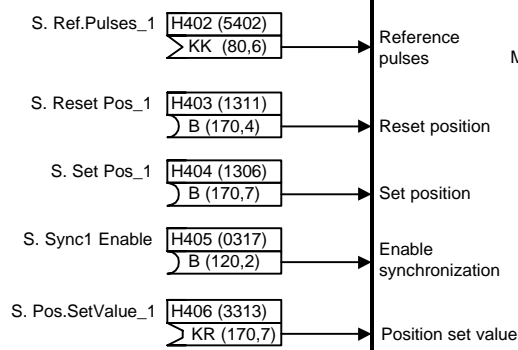 S. Ref.Pulses_1 H402 (5402)
KK (80,6)
Reference
pulses
M
S. Reset Pos_1 H403 (1311)
B (170,4)
Reset position
S. Set Pos_1 H404 (1306)
B (170,7)
Set position
S. Sync1 Enable H405 (0317)
B (120,2)
Enable
synchronization
S. Pos.SetValue_1 H406 (3313)
KR (170,7)
Position set value